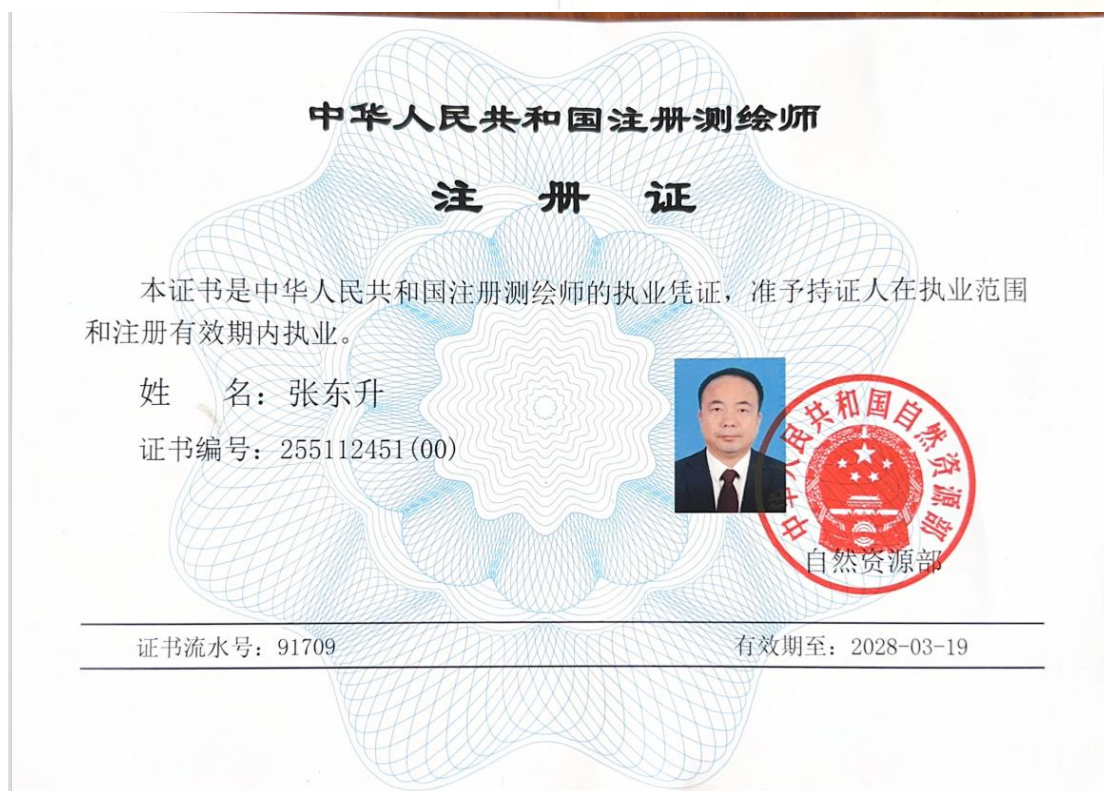 中华人民共和国注册测绘师
注 册 证
本证书是中华人民共和国注册测绘师的执业凭证，准予持证人在执业范围
和注册有效期内执业。
姓 名：张东升
证书编号：255112451(00)
中华人民共和国自然资源部
自然资源部
证书流水号：91709
有效期至：2028-03-19